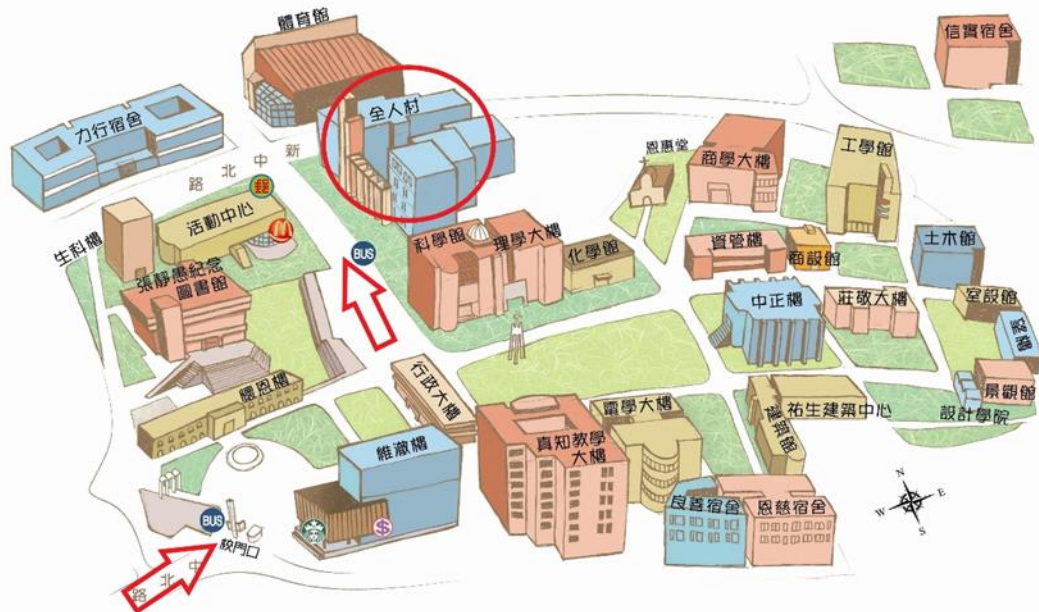 體育館
信實宿舍
全人村
力行宿舍
新中北路
恩惠堂
商學大樓
工學館
郵
活動中心
M
生科樓
BUS
科學館
理學大樓
化學館
資管樓
商設館
土木館
張靜愚紀念
圖書館
中正樓
莊敬大樓
室設館
行政大樓
懷恩樓
電學大樓
建築館
祐生建築中心
景觀館
設計學院
維澈樓
真知教學
大樓
良善宿舍
恩慈宿舍
BUS
$
校門口
中北路
N
W
E
S